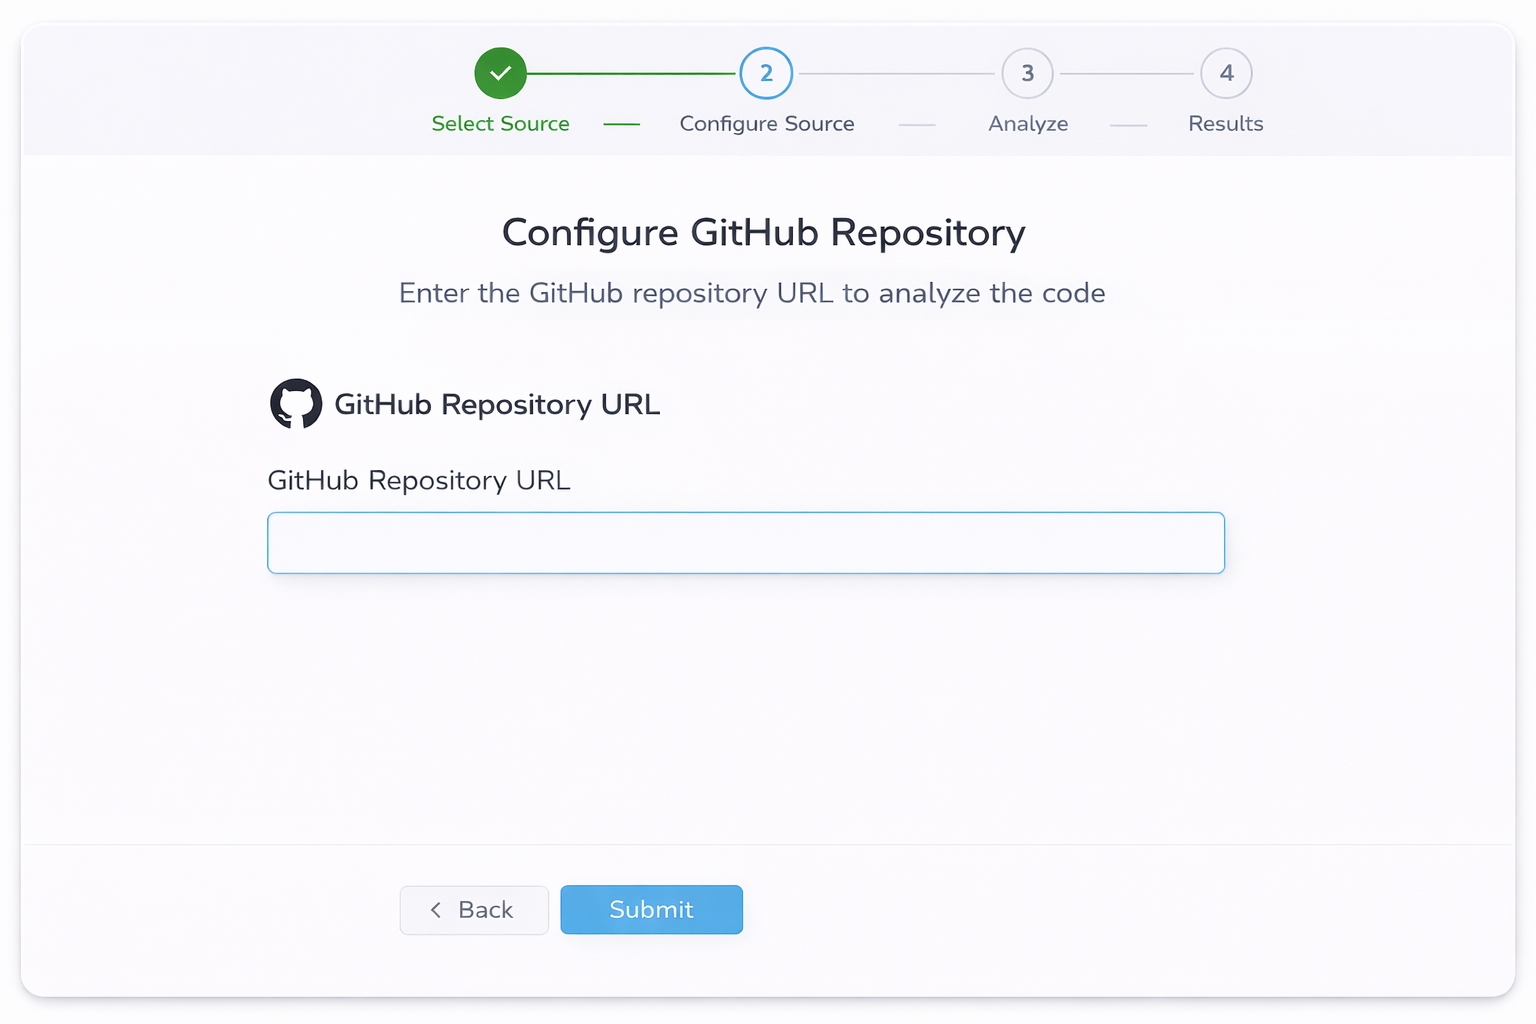 2 3 4
Select Source Configure Source Analyze Results
Configure GitHub Repository
Enter the GitHub repository URL to analyze the code
GitHub Repository URL
GitHub Repository URL
Back Submit